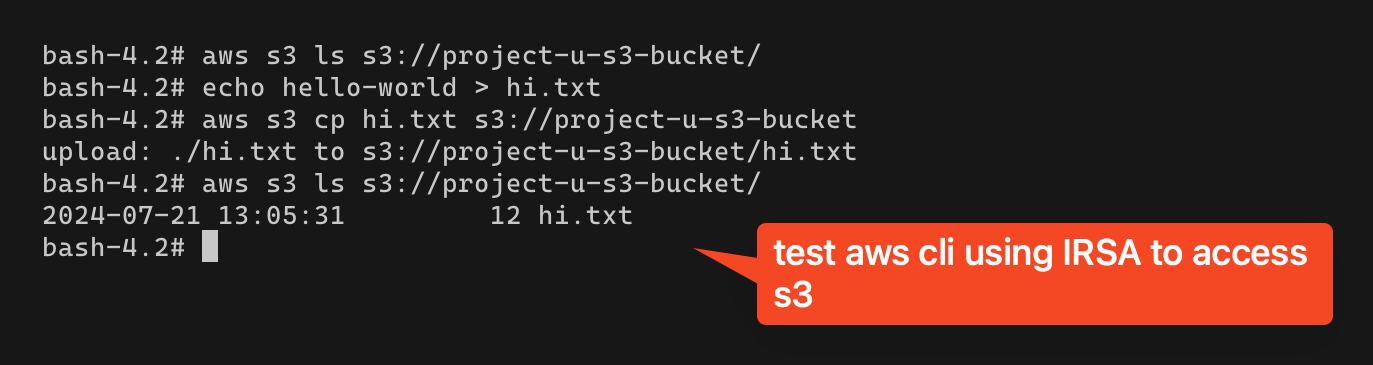 bash-4.2# aws s3 ls s3://project-u-s3-bucket/
bash-4.2# echo hello-world > hi.txt
bash-4.2# aws s3 cp hi.txt s3://project-u-s3-bucket
upload: ./hi.txt to s3://project-u-s3-bucket/hi.txt
bash-4.2# aws s3 ls s3://project-u-s3-bucket/
2024-07-21 13:05:31         12 hi.txt
bash-4.2#
test aws cli using IRSA to access
s3